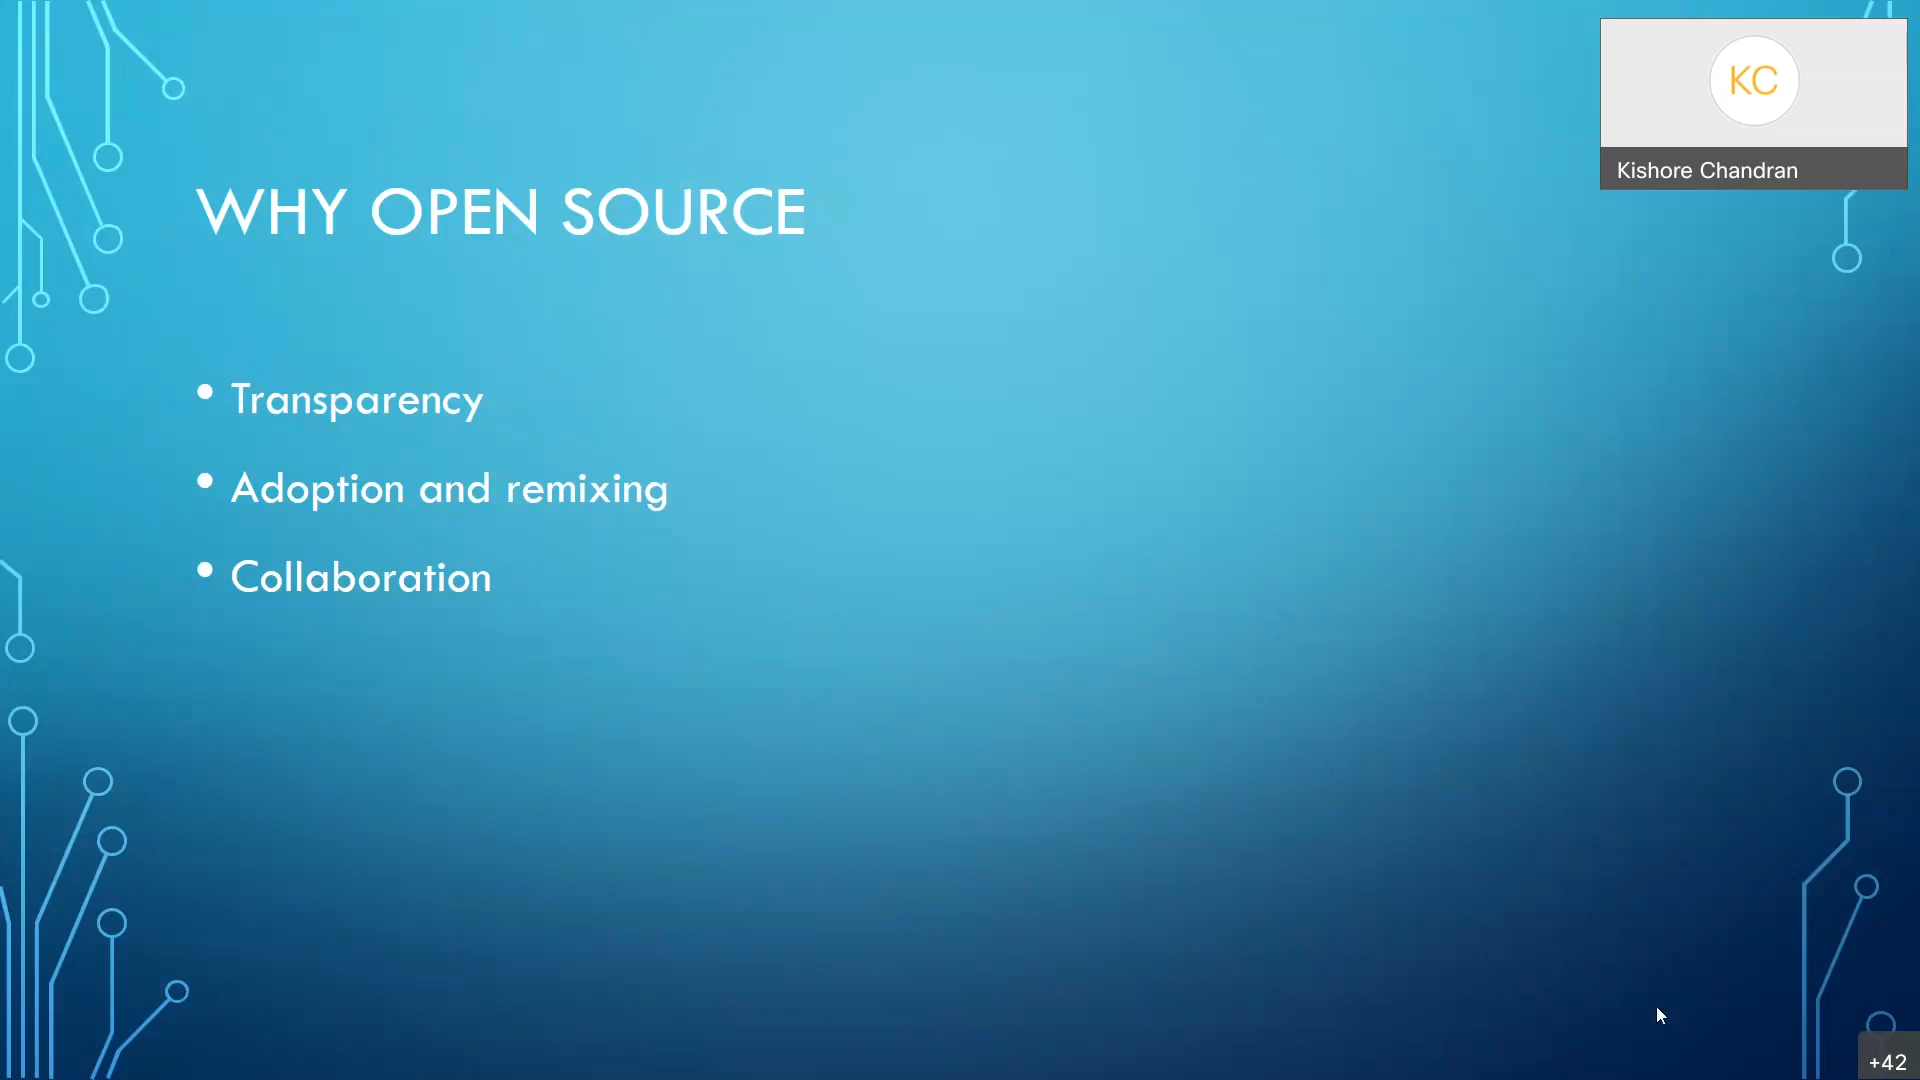 KC
Kishore Chandran
WHY OPEN SOURCE
• Transparency
• Adoption and remixing
• Collaboration
+42